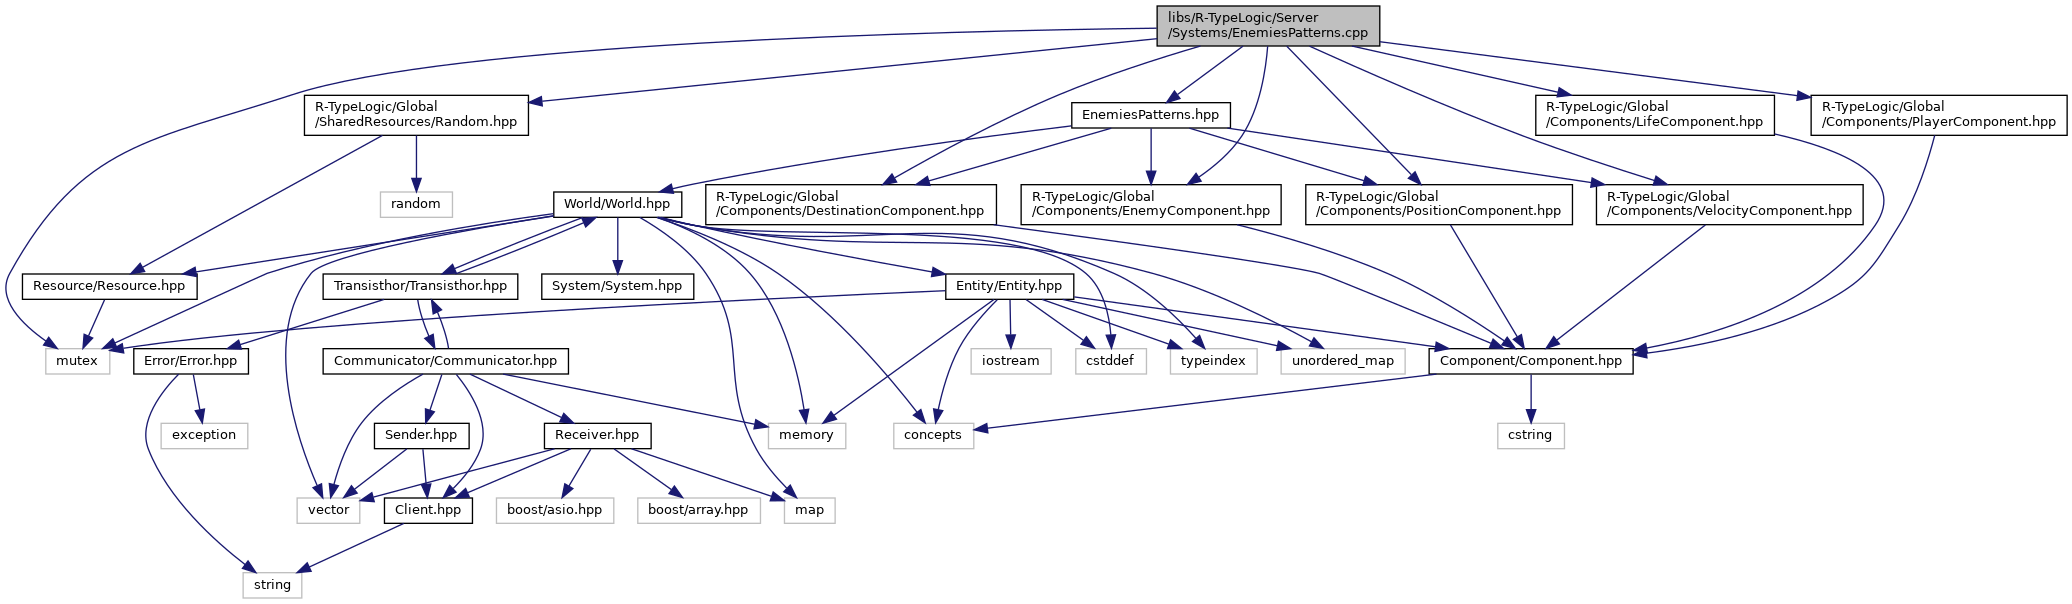 libs/R-TypeLogic/Server
/Systems/EnemiesPatterns.cpp
R-TypeLogic/Global
/SharedResources/Random.hpp
EnemiesPatterns.hpp
R-TypeLogic/Global
/Components/LifeComponent.hpp
R-TypeLogic/Global
/Components/PlayerComponent.hpp
random
World/World.hpp
R-TypeLogic/Global
/Components/DestinationComponent.hpp
R-TypeLogic/Global
/Components/EnemyComponent.hpp
R-TypeLogic/Global
/Components/PositionComponent.hpp
R-TypeLogic/Global
/Components/VelocityComponent.hpp
Resource/Resource.hpp
Transisthor/Transisthor.hpp
System/System.hpp
Entity/Entity.hpp
mutex
Error/Error.hpp
Communicator/Communicator.hpp
iostream
cstddef
typeindex
unordered_map
Component/Component.hpp
exception
Sender.hpp
Receiver.hpp
memory
concepts
cstring
vector
Client.hpp
boost/asio.hpp
boost/array.hpp
map
string